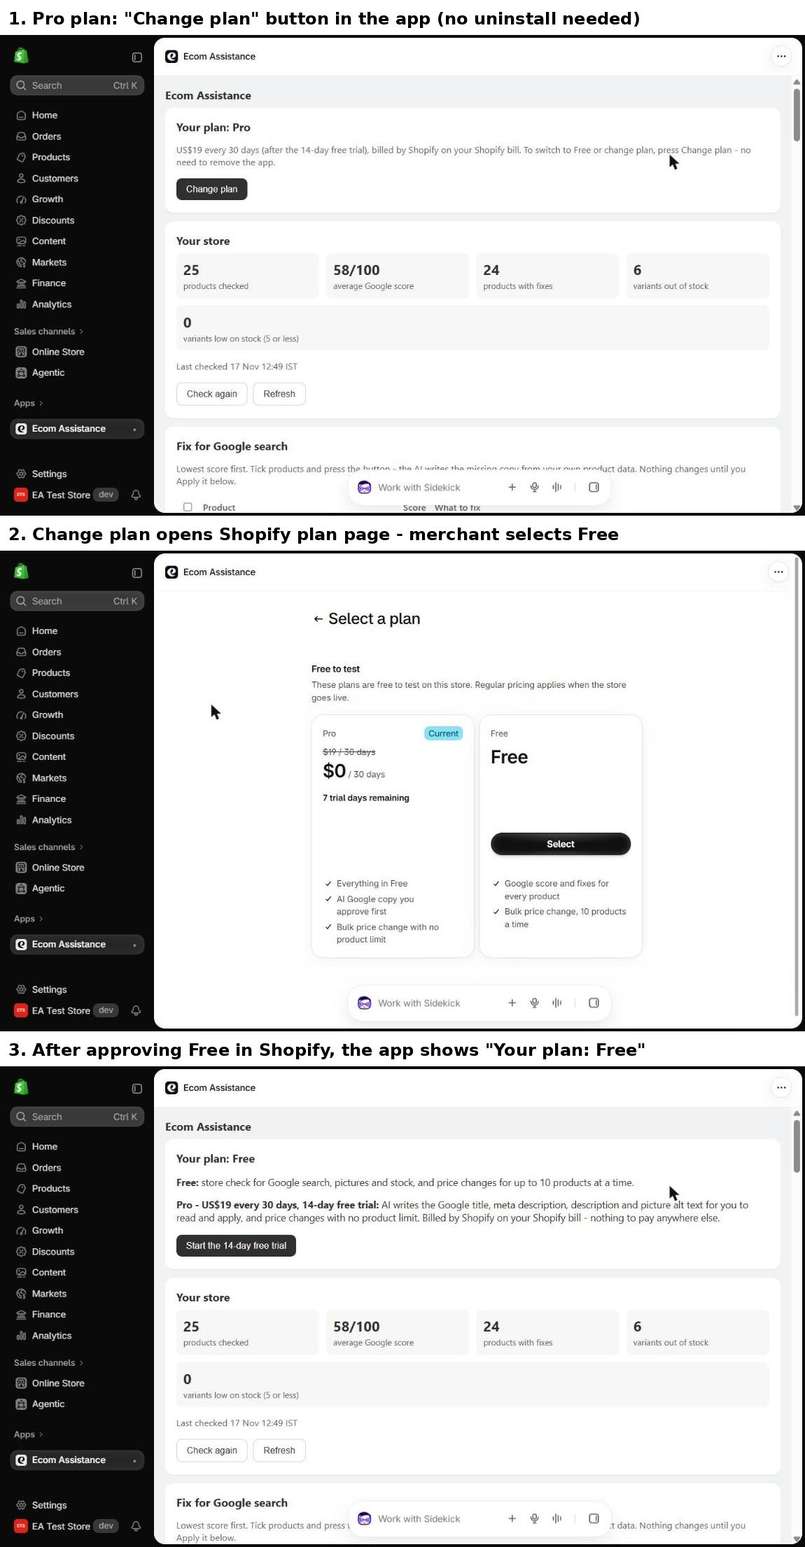 1. Pro plan: "Change plan" button in the app (no uninstall needed)
Search
Ctrl K
Home
Orders
Products
Customers
Growth
Discounts
Content
Markets
Finance
Analytics
Sales channels
Online Store
Agentic
Apps
Ecom Assistance
Settings
EA Test Store
dev
Ecom Assistance
Ecom Assistance
Your plan: Pro
US$19 every 30 days (after the 14-day free trial), billed by Shopify on your Shopify bill. To switch to Free or change plan, press Change plan - no
need to remove the app.
Change plan
Your store
25
products checked
58/100
average Google score
24
products with fixes
6
variants out of stock
0
variants low on stock (5 or less)
Last checked 17 Nov 12:49 IST
Check again
Refresh
Fix for Google search
Lowest score first. Tick products and press the button - the AI writes the missing copy from your own product data. Nothing changes until you
Apply it below.
Work with Sidekick
Product
Score
What to fix
2. Change plan opens Shopify plan page - merchant selects Free
Search
Ctrl K
Home
Orders
Products
Customers
Growth
Discounts
Content
Markets
Finance
Analytics
Sales channels
Online Store
Agentic
Apps
Ecom Assistance
Settings
EA Test Store
dev
Ecom Assistance
← Select a plan
Free to test
These plans are free to test on this store. Regular pricing applies when the store
goes live.
Pro
Current
$19 / 30 days
$0 / 30 days
7 trial days remaining
✓ Everything in Free
✓ AI Google copy you
approve first
✓ Bulk price change with no
product limit
Free
Free
Select
✓ Google score and fixes for
every product
✓ Bulk price change, 10 products
a time
Work with Sidekick
3. After approving Free in Shopify, the app shows "Your plan: Free"
Search
Ctrl K
Home
Orders
Products
Customers
Growth
Discounts
Content
Markets
Finance
Analytics
Sales channels
Online Store
Agentic
Apps
Ecom Assistance
Settings
EA Test Store
dev
Ecom Assistance
Ecom Assistance
Your plan: Free
Free: store check for Google search, pictures and stock, and price changes for up to 10 products at a time.
Pro - US$19 every 30 days, 14-day free trial: AI writes the Google title, meta description, description and picture alt text for you to
read and apply, and price changes with no product limit. Billed by Shopify on your Shopify bill - nothing to pay anywhere else.
Start the 14-day free trial
Your store
25
products checked
58/100
average Google score
24
products with fixes
6
variants out of stock
0
variants low on stock (5 or less)
Last checked 17 Nov 12:49 IST
Check again
Refresh
Fix for Google search
Lowest score first. Tick products and press
data. Nothing changes until you
Apply it below.
Work with Sidekick